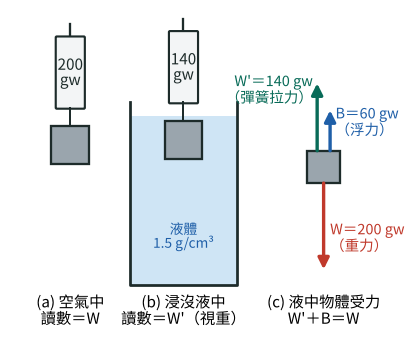 200
gw
140
gw
W'＝140 gw
（彈簧拉力）
B＝60 gw
（浮力）
液體
1.5 g/cm³
W＝200 gw
（重力）
(a) 空氣中
讀數＝W
(b) 浸沒液中
讀數＝W'（視重）
(c) 液中物體受力
W'＋B＝W